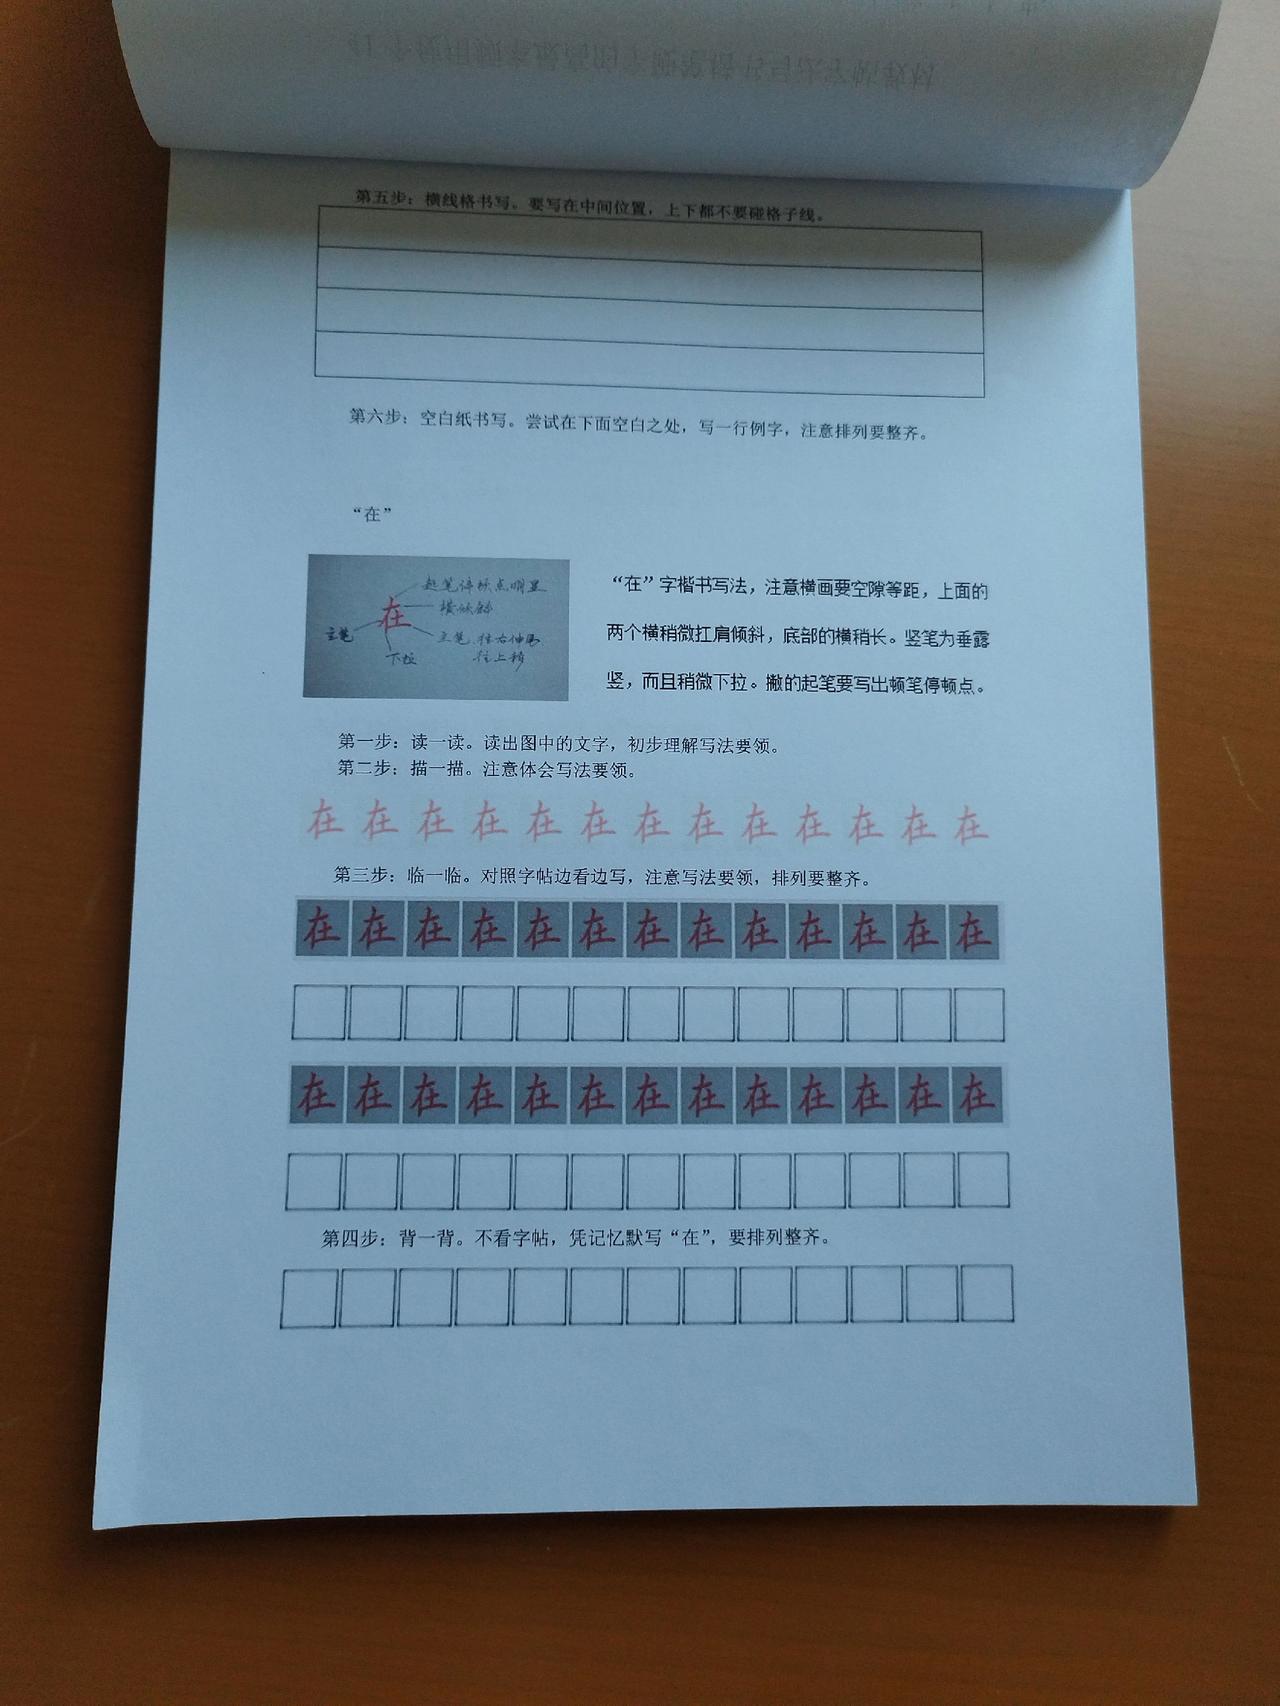 第五步：横线格书写。要写在中间位置，上下都不要碰格子线。
第六步：空白纸书写。尝试在下面空白之处，写一行例字，注意排列要整齐。
“在”
起笔停顿点明显
横倾斜
在
主笔
下拉
主笔
“在”字楷书写法，注意横画要空隙等距，上面的
两个横稍微扛肩倾斜，底部的横稍长。竖笔为垂露
竖，而且稍微下拉。撇的起笔要写出顿笔停顿点。
第一步：读一读。读出图中的文字，初步理解写法要领。
第二步：描一描。注意体会写法要领。
在 在 在 在 在 在 在 在 在 在 在 在 在
第三步：临一临。对照字帖边看边写，注意写法要领，排列要整齐。
在 在 在 在 在 在 在 在 在 在 在 在 在
在 在 在 在 在 在 在 在 在 在 在 在 在
第四步：背一背。不看字帖，凭记忆默写“在”，要排列整齐。